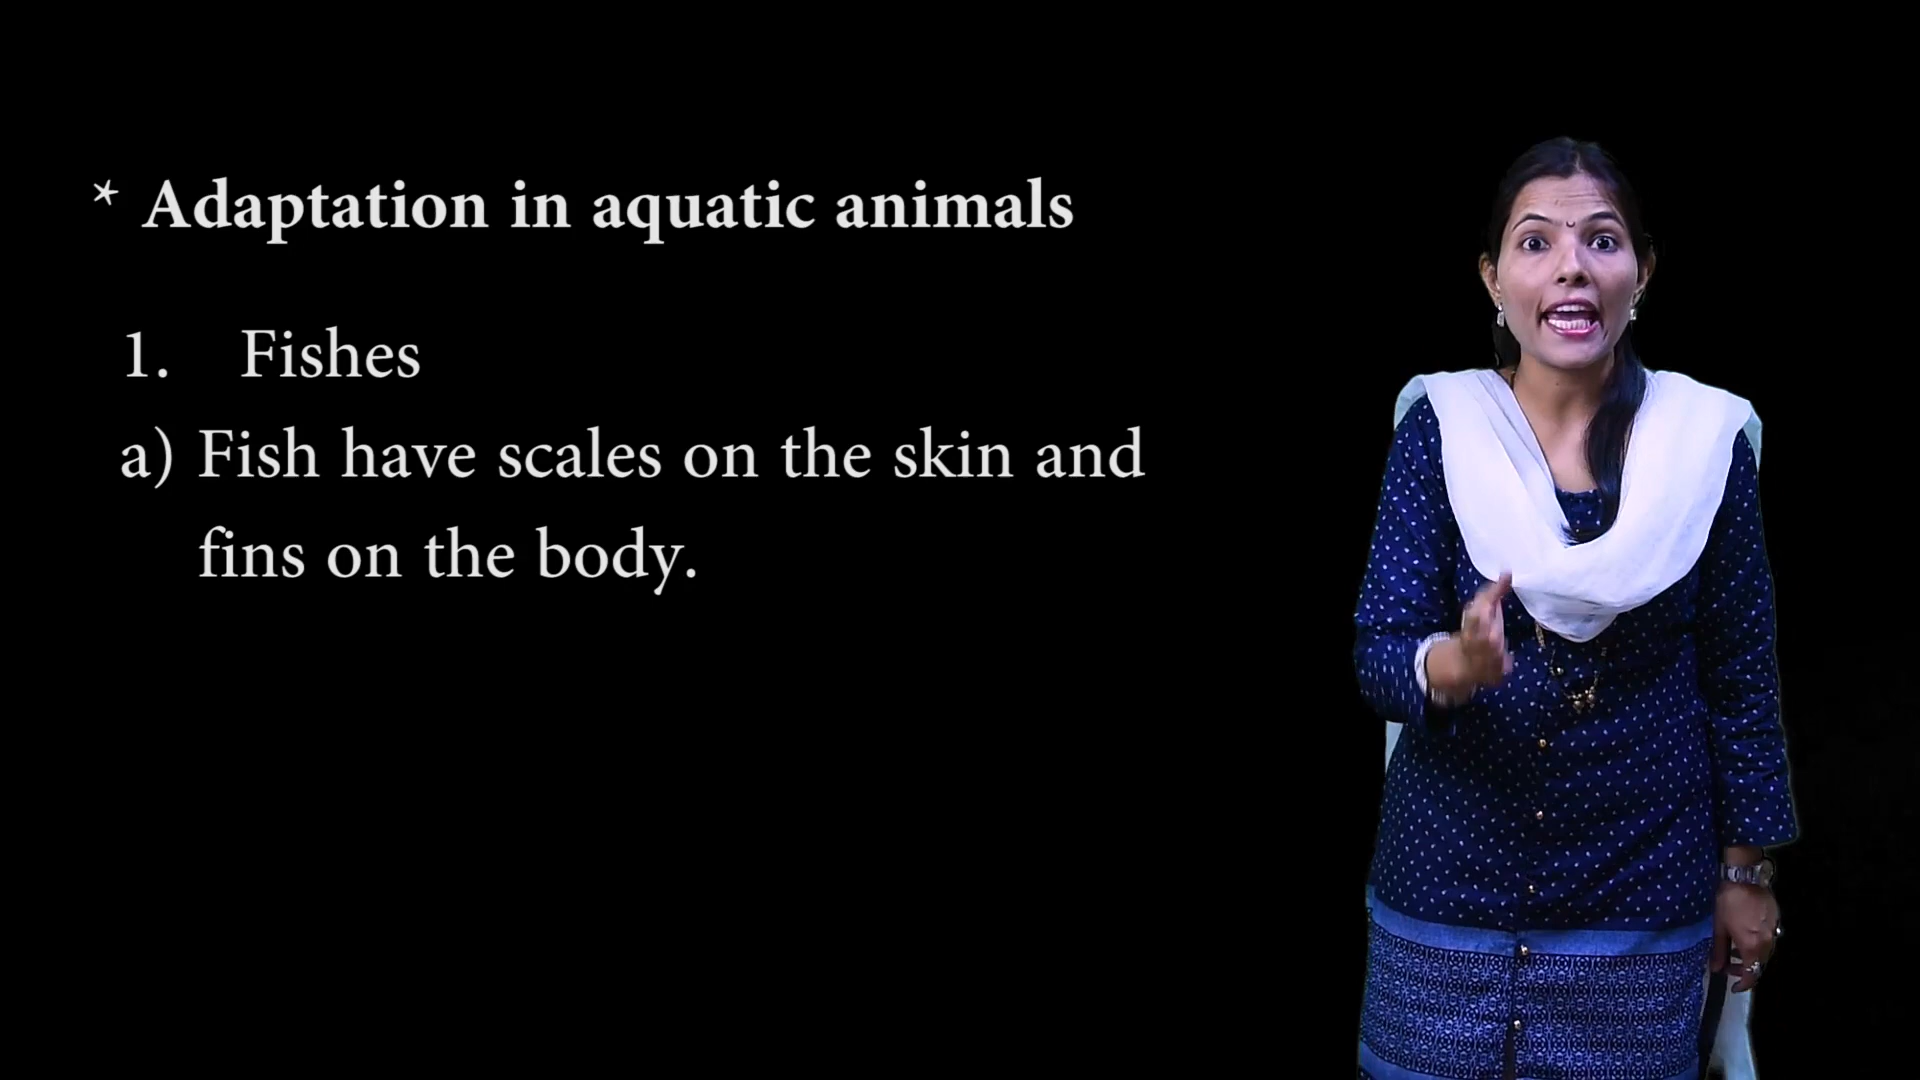 * Adaptation in aquatic animals
1. Fishes
a) Fish have scales on the skin and
fins on the body.